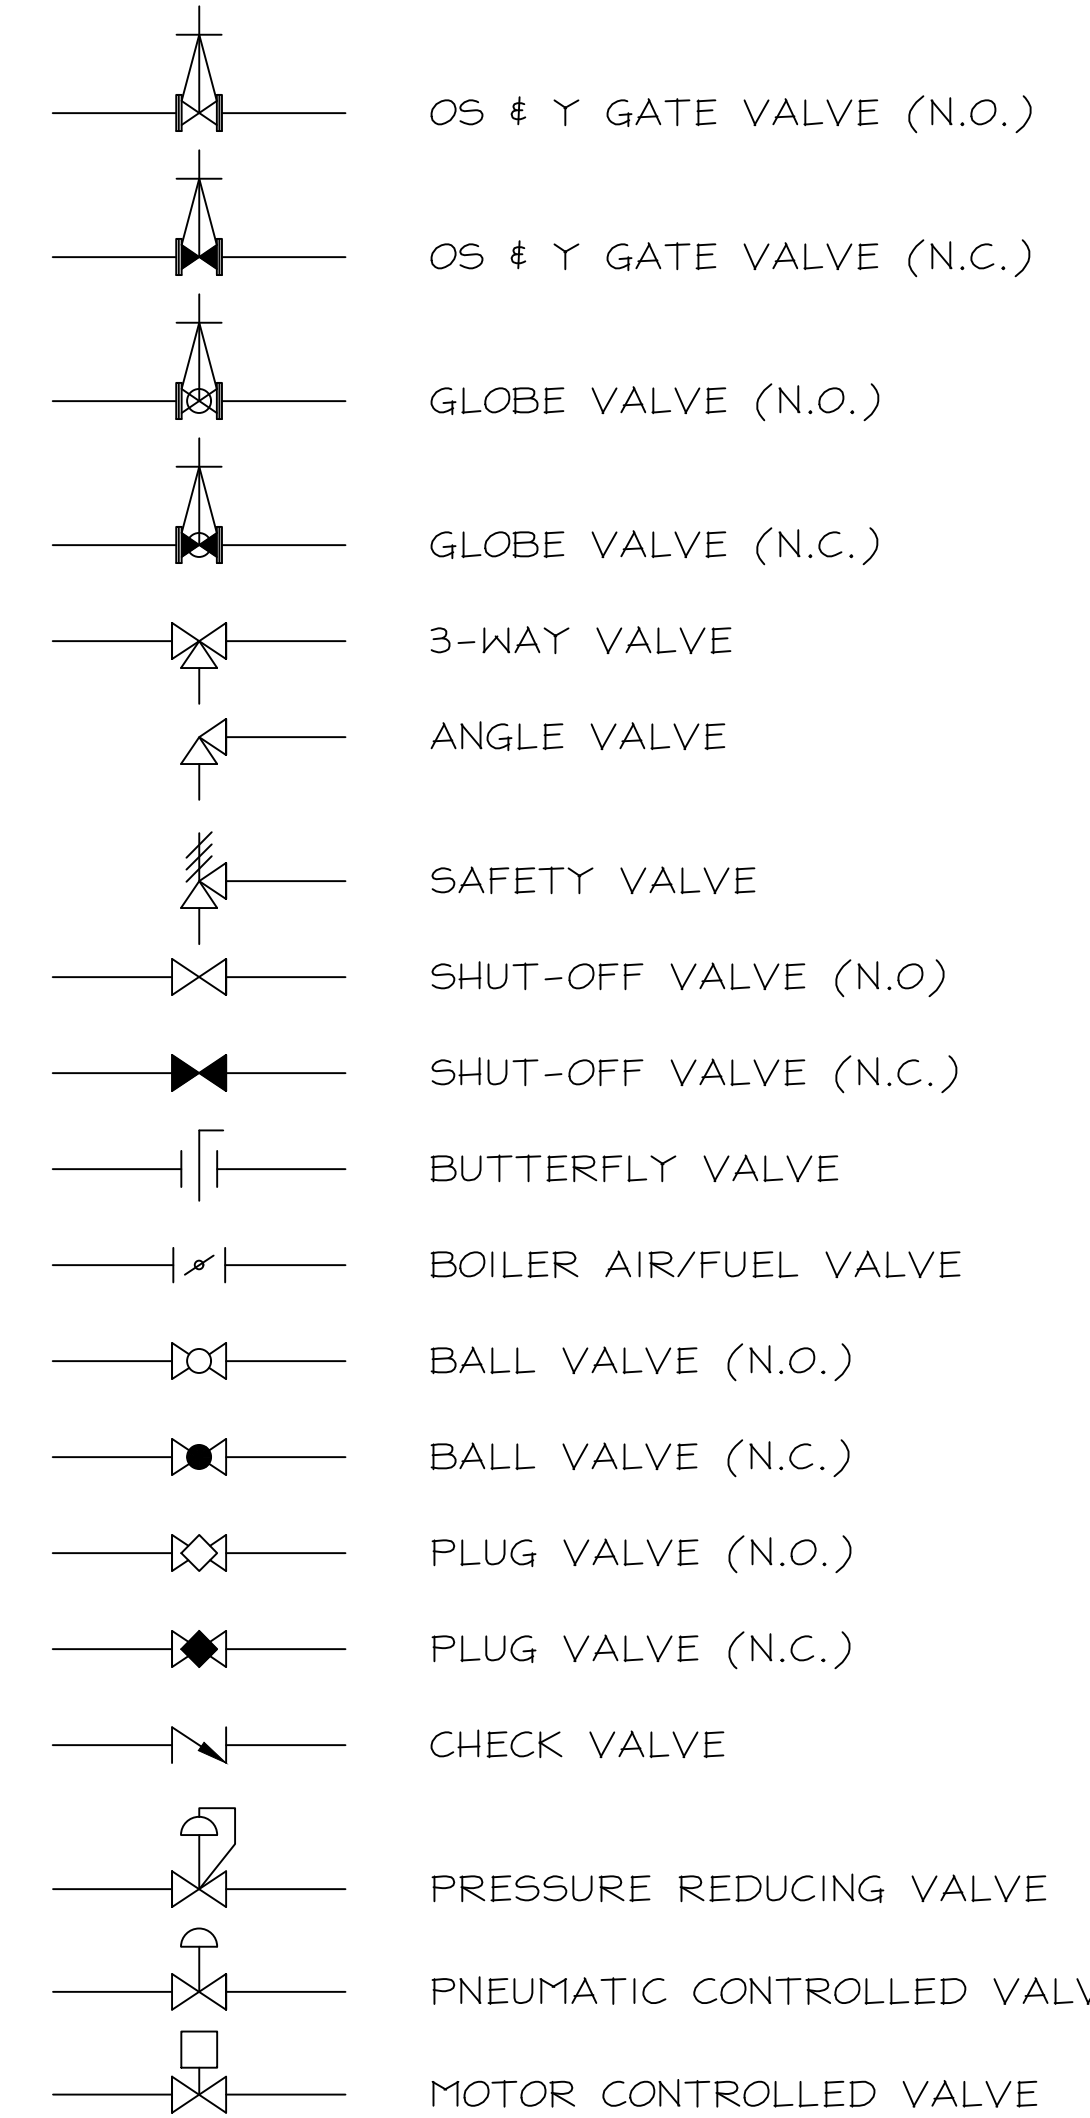 OS & Y GATE VALVE (N.O.)
OS & Y GATE VALVE (N.C.)
GLOBE VALVE (N.O.)
GLOBE VALVE (N.C.)
3-WAY VALVE
ANGLE VALVE
SAFETY VALVE
SHUT-OFF VALVE (N.O)
SHUT-OFF VALVE (N.C.)
BUTTERFLY VALVE
BOILER AIR/FUEL VALVE
BALL VALVE (N.O.)
BALL VALVE (N.C.)
PLUG VALVE (N.O.)
PLUG VALVE (N.C.)
CHECK VALVE
PRESSURE REDUCING VALVE
PNEUMATIC CONTROLLED VALV
MOTOR CONTROLLED VALVE